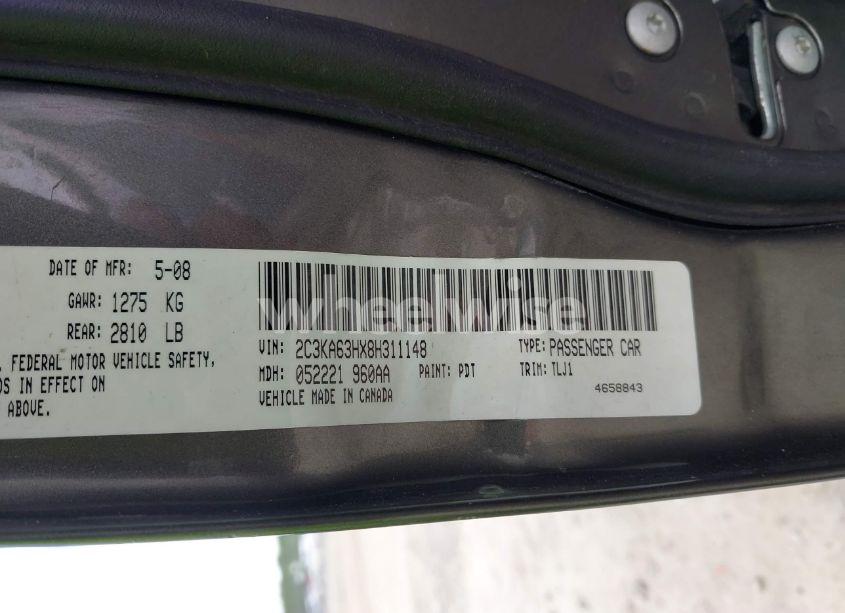 DATE OF MFR: 5-08
GAWR: 1275 KG
REAR: 2810 LB
FEDERAL MOTOR VEHICLE SAFETY,
IN EFFECT ON
ABOVE.
wheelwise
VIN: 2C3KA63HX8H311148 TYPE: PASSENGER CAR
MDH: 052221 960AA PAINT: PDT TRIM: TLJ1
VEHICLE MADE IN CANADA 4658843